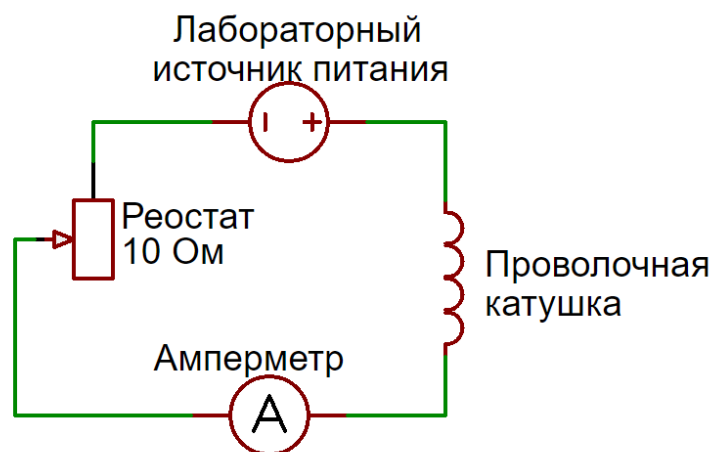 Лабораторный
источник питания
Реостат
10 Ом
Проволочная
катушка
Амперметр
A